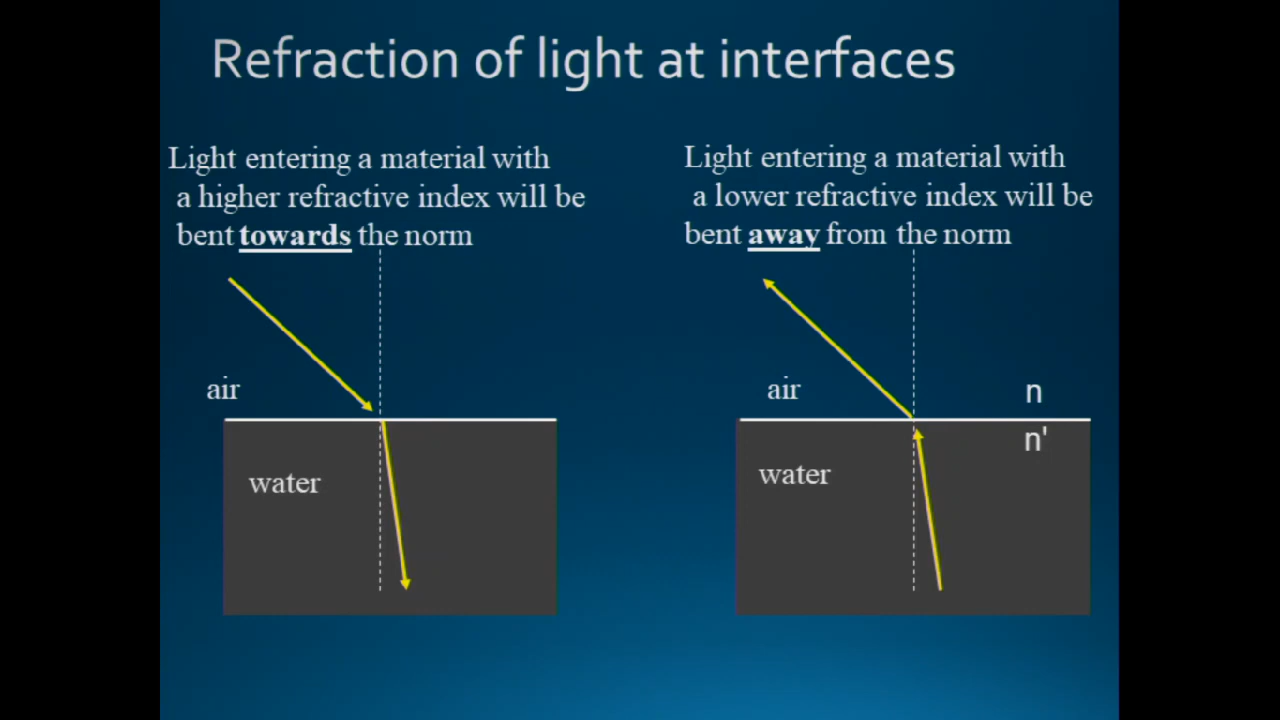 Refraction of light at interfaces
Light entering a material with
a higher refractive index will be
bent towards the norm
air
water
Light entering a material with
a lower refractive index will be
bent away from the norm
air
n
n'
water